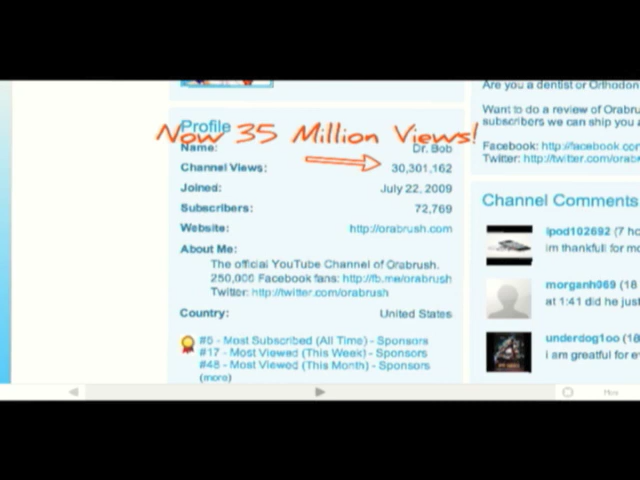 Are you a dentist or Orthodon
Want to do a review of Orabru
subscribers we can ship you a
Facebook: http://facebook.com
Twitter: http://twitter.com/orab
Profile
Now 35 Million Views!
Name: Dr. Bob
Channel Views: 30,301,162
Joined: July 22, 2009
Subscribers: 72,769
Website: http://orabrush.com
About Me:
The official YouTube Channel of Orabrush.
250,000 Facebook fans: http://fb.me/orabrush
Twitter: http://twitter.com/orabrush
Country: United States
#5 - Most Subscribed (All Time) - Sponsors
#17 - Most Viewed (This Week) - Sponsors
#48 - Most Viewed (This Month) - Sponsors
(more)
Channel Comments
ipod102692 (7 ho
im thankfull for mo
morganh069 (18
at 1:41 did he just
underdog1oo (18
i am greatful for ev